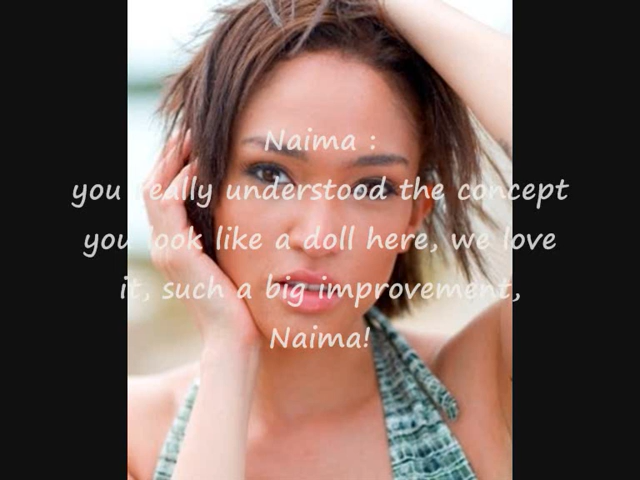 Naima :
you really understood the concept
you look like a doll here, we love
it, such a big improvement,
Naima!